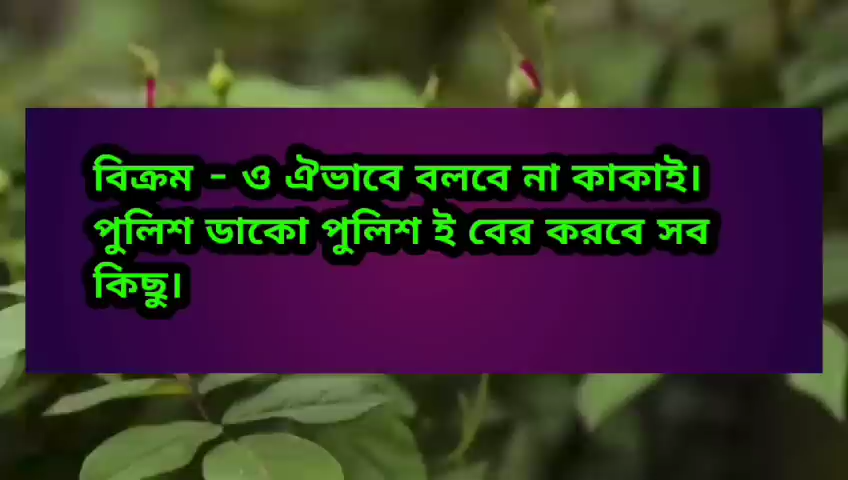 বিক্রম - ও ঐভাবে বলবে না কাকাই।
পুলিশ ডাকো পুলিশ ই বের করবে সব
কিছু।